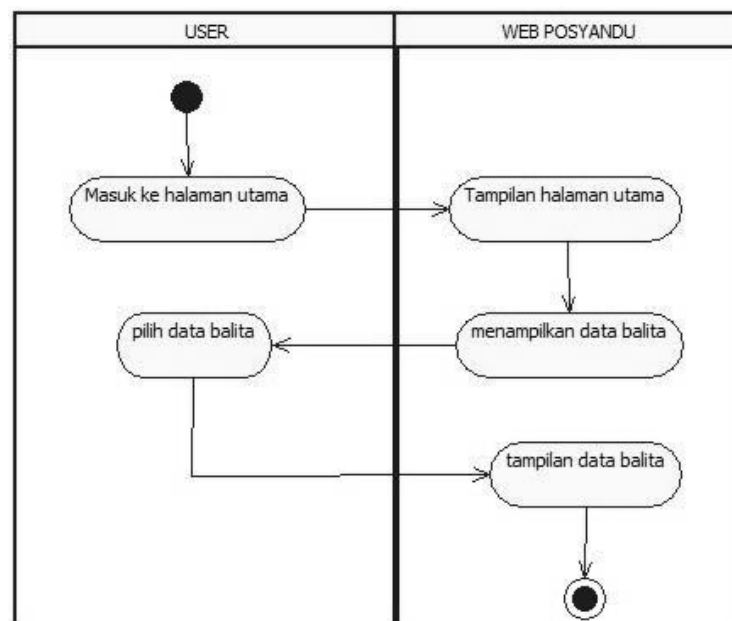 USER
WEB POSYANDU
Masuk ke halaman utama
Tampilan halaman utama
pilih data balita
menampilkan data balita
tampilan data balita